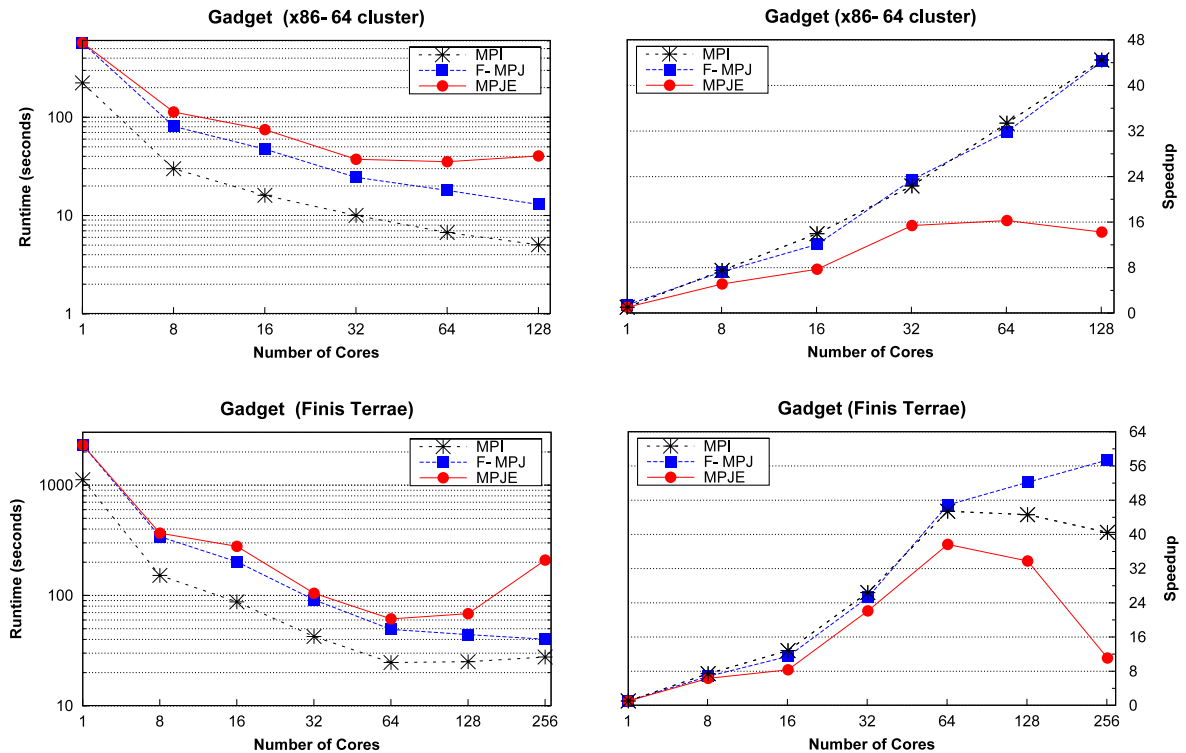 Gadget (x86- 64 cluster)
Runtime (seconds)
100
10
1
MPI
F- MPJ
MPJE
1 8 16 32 64 128
Number of Cores
Gadget (x86- 64 cluster)
MPI
F- MPJ
MPJE
48
40
32
24
16
8
0
Speedup
1 8 16 32 64 128
Number of Cores
Gadget (Finis Terrae)
Runtime (seconds)
1000
100
10
MPI
F- MPJ
MPJE
1 8 16 32 64 128 256
Number of Cores
Gadget (Finis Terrae)
MPI
F- MPJ
MPJE
64
56
48
40
32
24
16
8
0
Speedup
1 8 16 32 64 128 256
Number of Cores